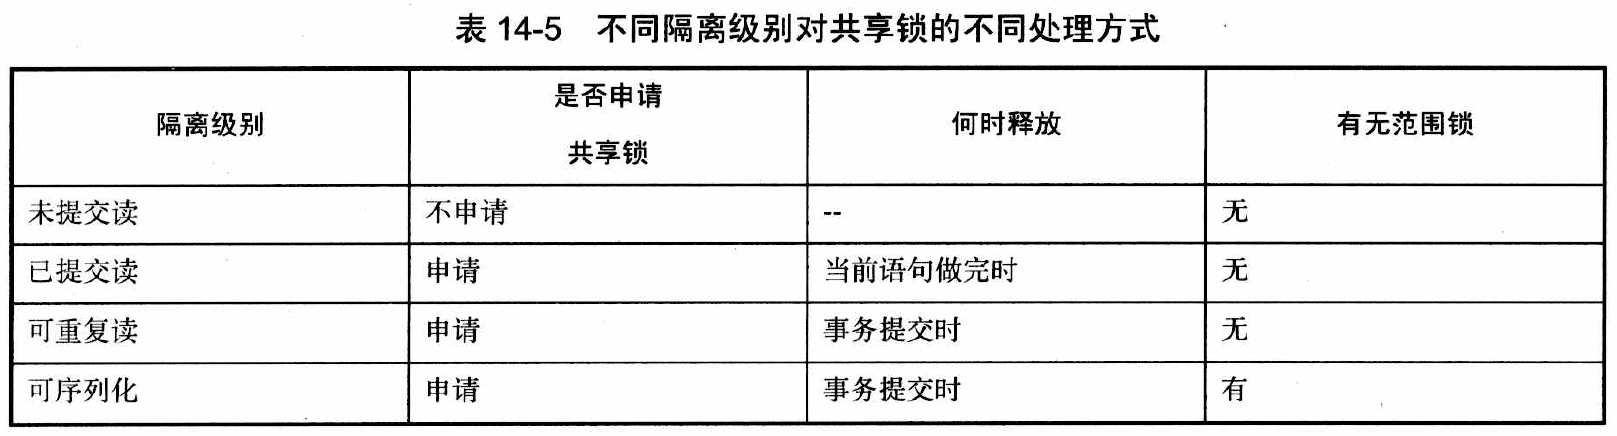 表 14-5 不同隔离级别对共享锁的不同处理方式
隔离级别 是否申请 何时释放 有无范围锁
共享锁
未提交读 不申请 -- 无
已提交读 申请 当前语句做完时 无
可重复读 申请 事务提交时 无
可序列化 申请 事务提交时 有